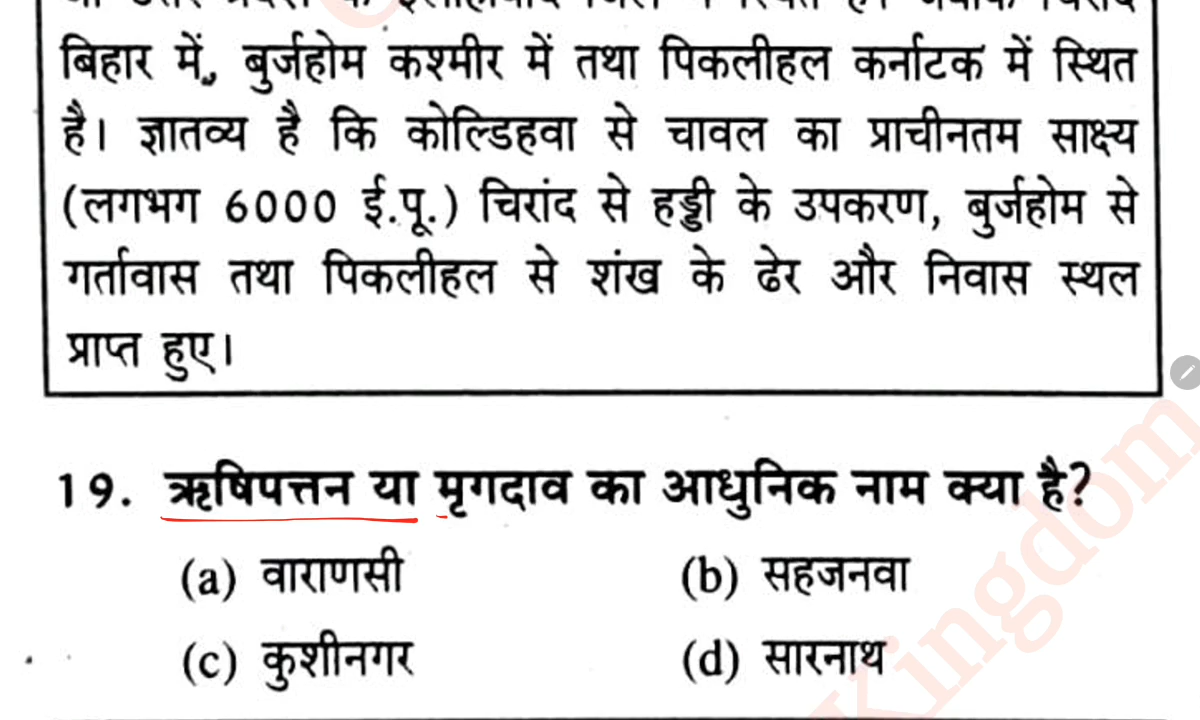 बिहार में, बुर्जहोम कश्मीर में तथा पिकलीहल कर्नाटक में स्थित
है। ज्ञातव्य है कि कोल्डिहवा से चावल का प्राचीनतम साक्ष्य
(लगभग 6000 ई.पू.) चिरांद से हड्डी के उपकरण, बुर्जहोम से
गर्तावास तथा पिकलीहल से शंख के ढेर और निवास स्थल
प्राप्त हुए।
19. ऋषिपत्तन या मृगदाव का आधुनिक नाम क्या है?
(a) वाराणसी (b) सहजनवा
(c) कुशीनगर (d) सारनाथ
Kingdom